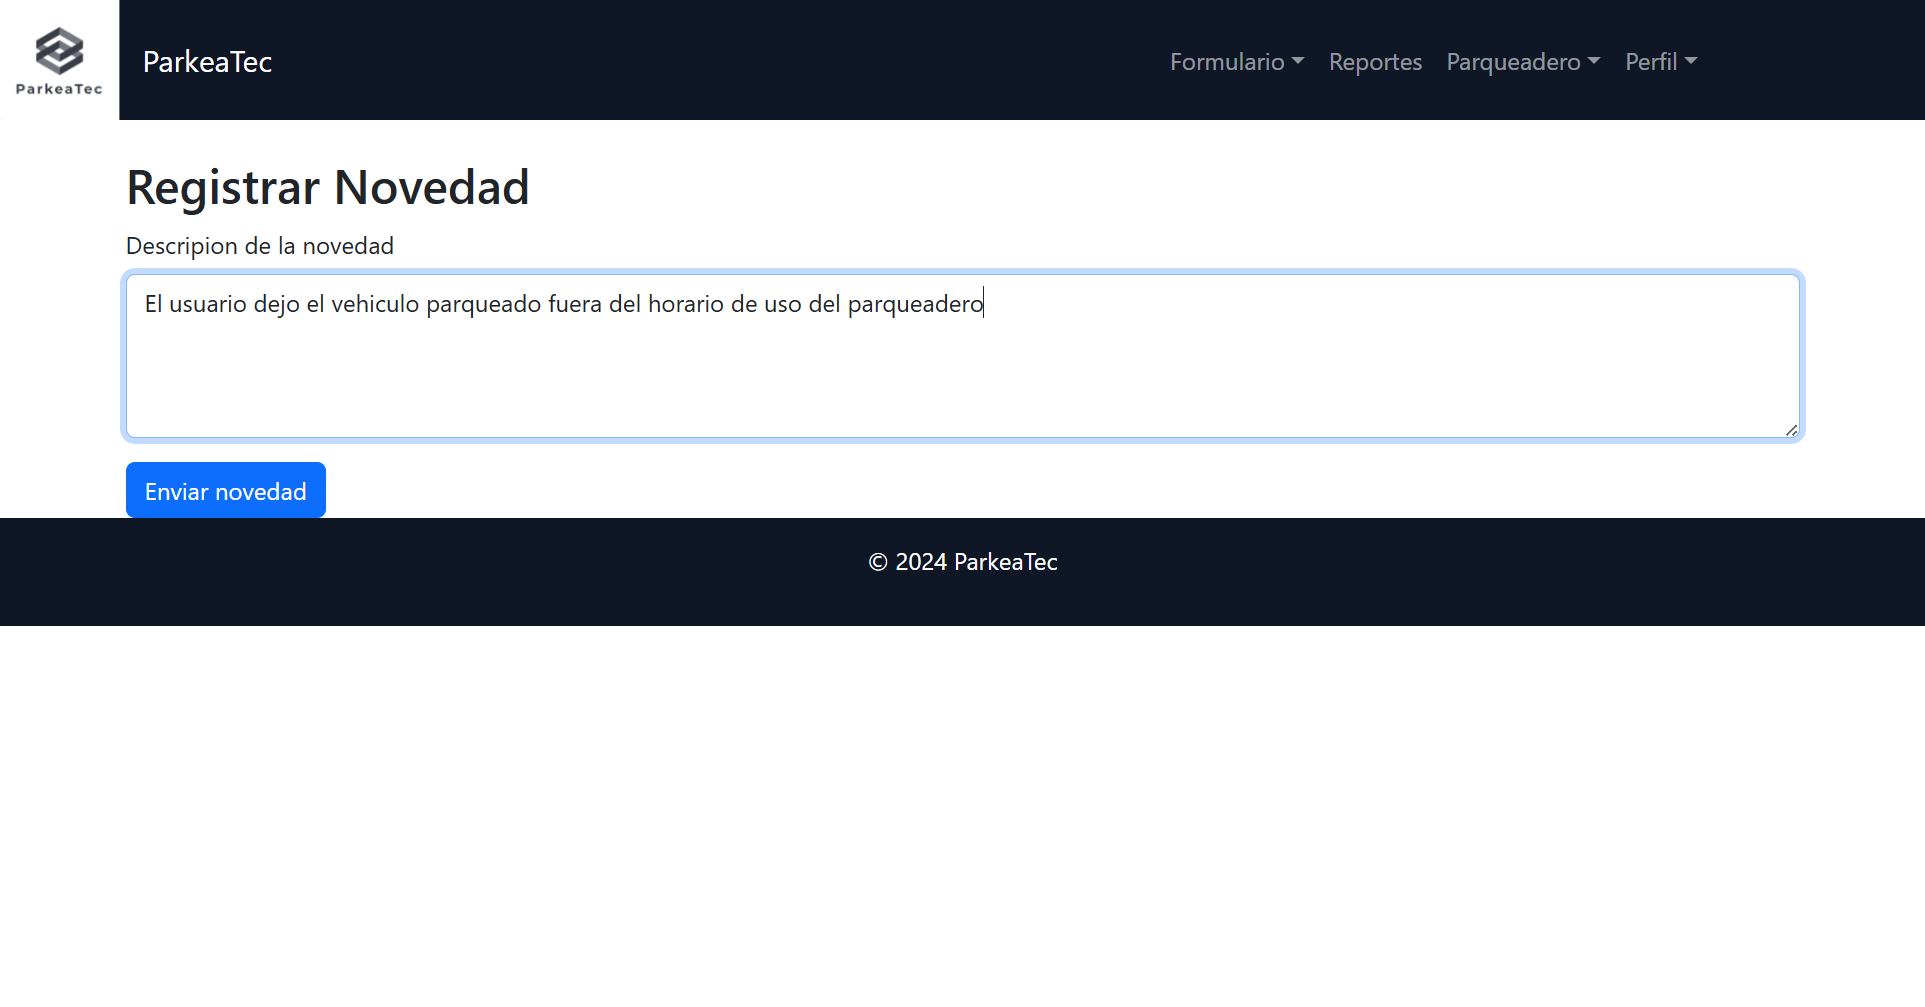 ParkeaTec
ParkeaTec
Formulario
Reportes
Parqueadero
Perfil
Registrar Novedad
Descripion de la novedad
El usuario dejo el vehiculo parqueado fuera del horario de uso del parqueadero
Enviar novedad
© 2024 ParkeaTec